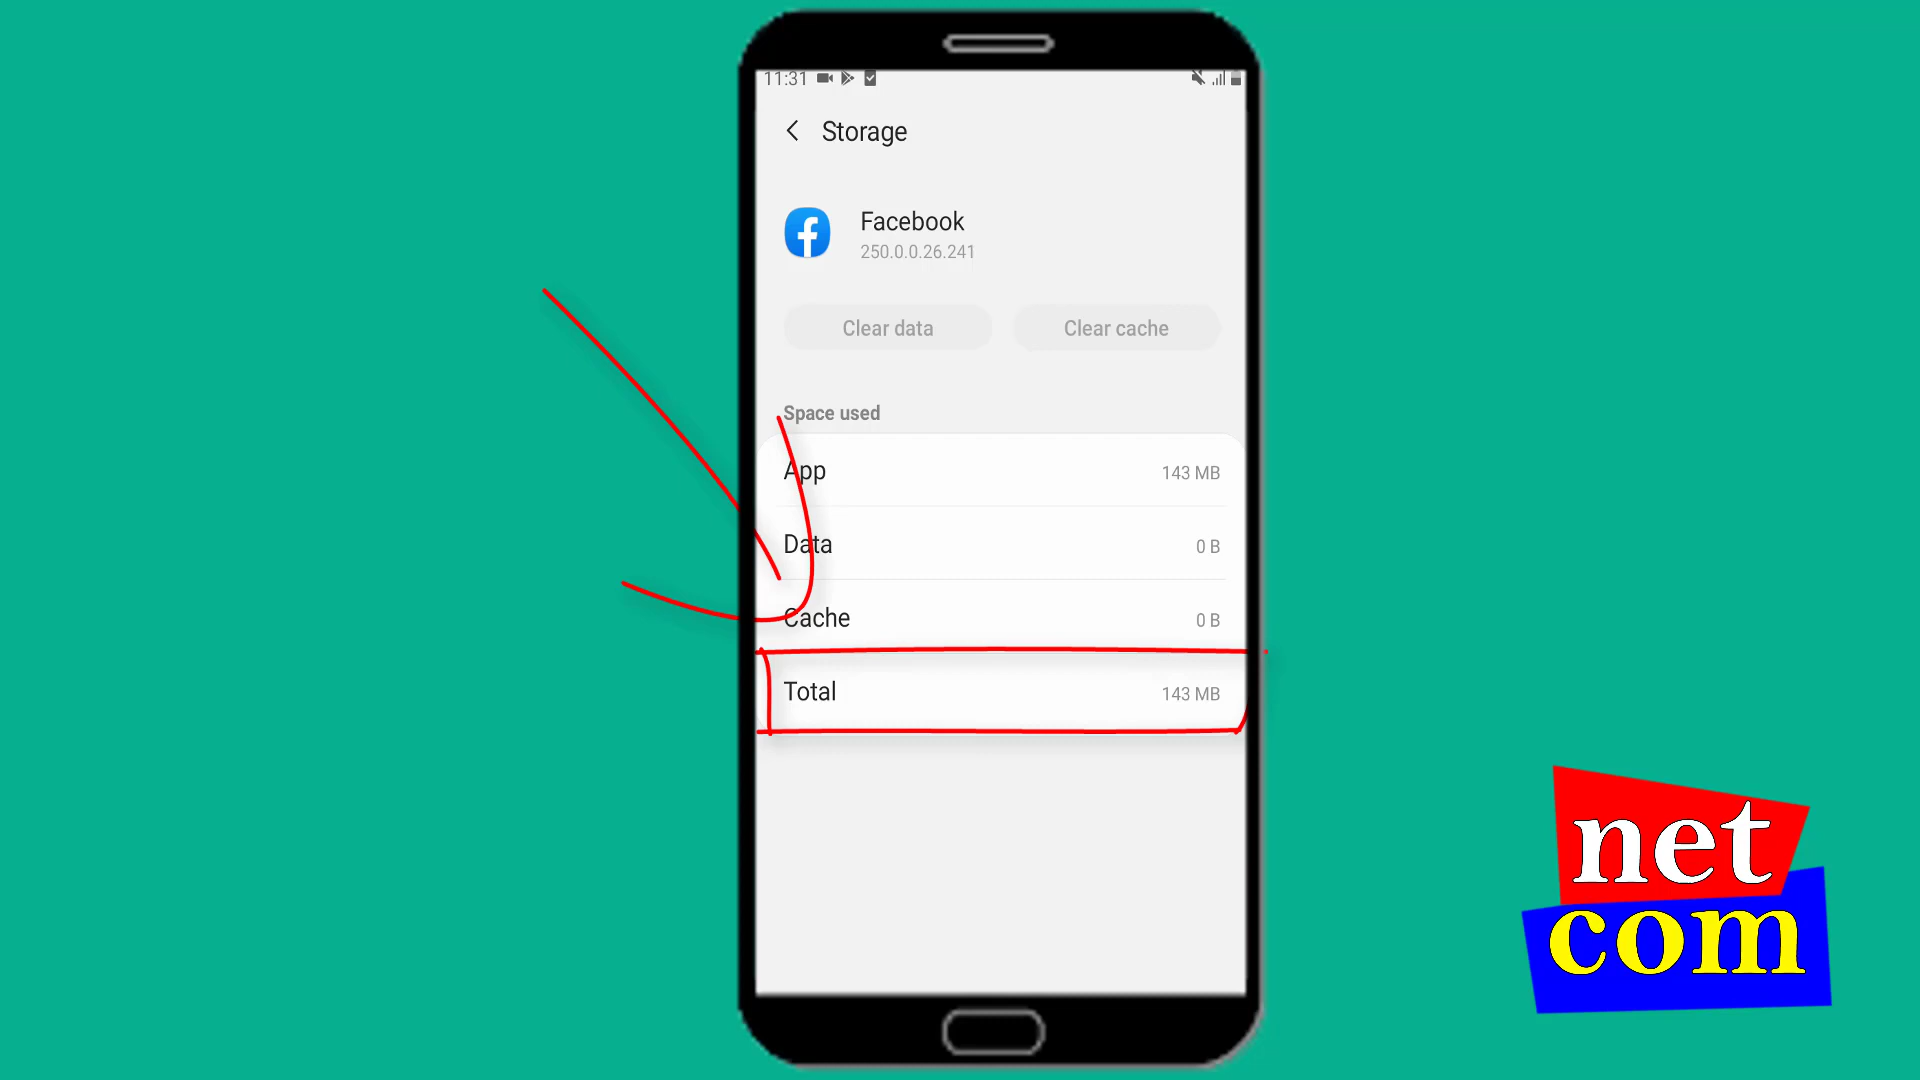 11:31
Storage
Facebook
250.0.0.26.241
Clear data
Clear cache
Space used
App
143 MB
Data
0 B
Cache
0 B
Total
143 MB
net
com